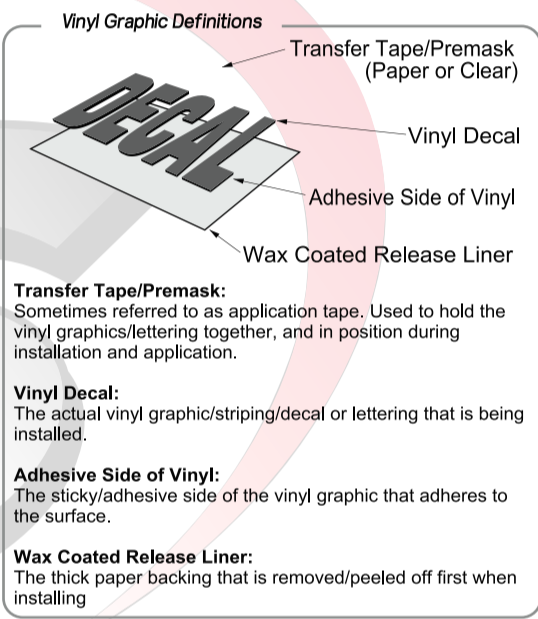 Vinyl Graphic Definitions
Transfer Tape/Premask
(Paper or Clear)
DECAL
Vinyl Decal
Adhesive Side of Vinyl
Wax Coated Release Liner
Transfer Tape/Premask:
Sometimes referred to as application tape. Used to hold the
vinyl graphics/lettering together, and in position during
installation and application.
Vinyl Decal:
The actual vinyl graphic/striping/decal or lettering that is being
installed.
Adhesive Side of Vinyl:
The sticky/adhesive side of the vinyl graphic that adheres to
the surface.
Wax Coated Release Liner:
The thick paper backing that is removed/peeled off first when
installing